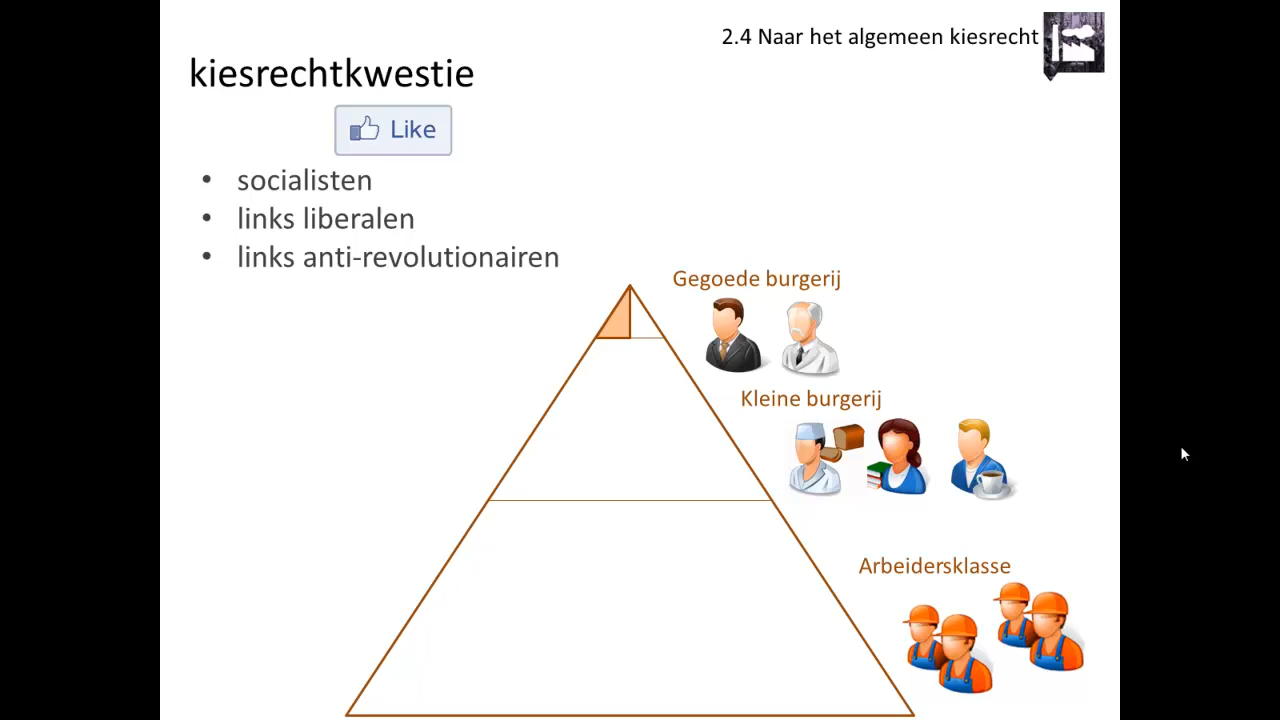 2.4 Naar het algemeen kiesrecht
kiesrechtkwestie
Like
• socialisten
• links liberalen
• links anti-revolutionairen
Gegoede burgerij
Kleine burgerij
Arbeidersklasse